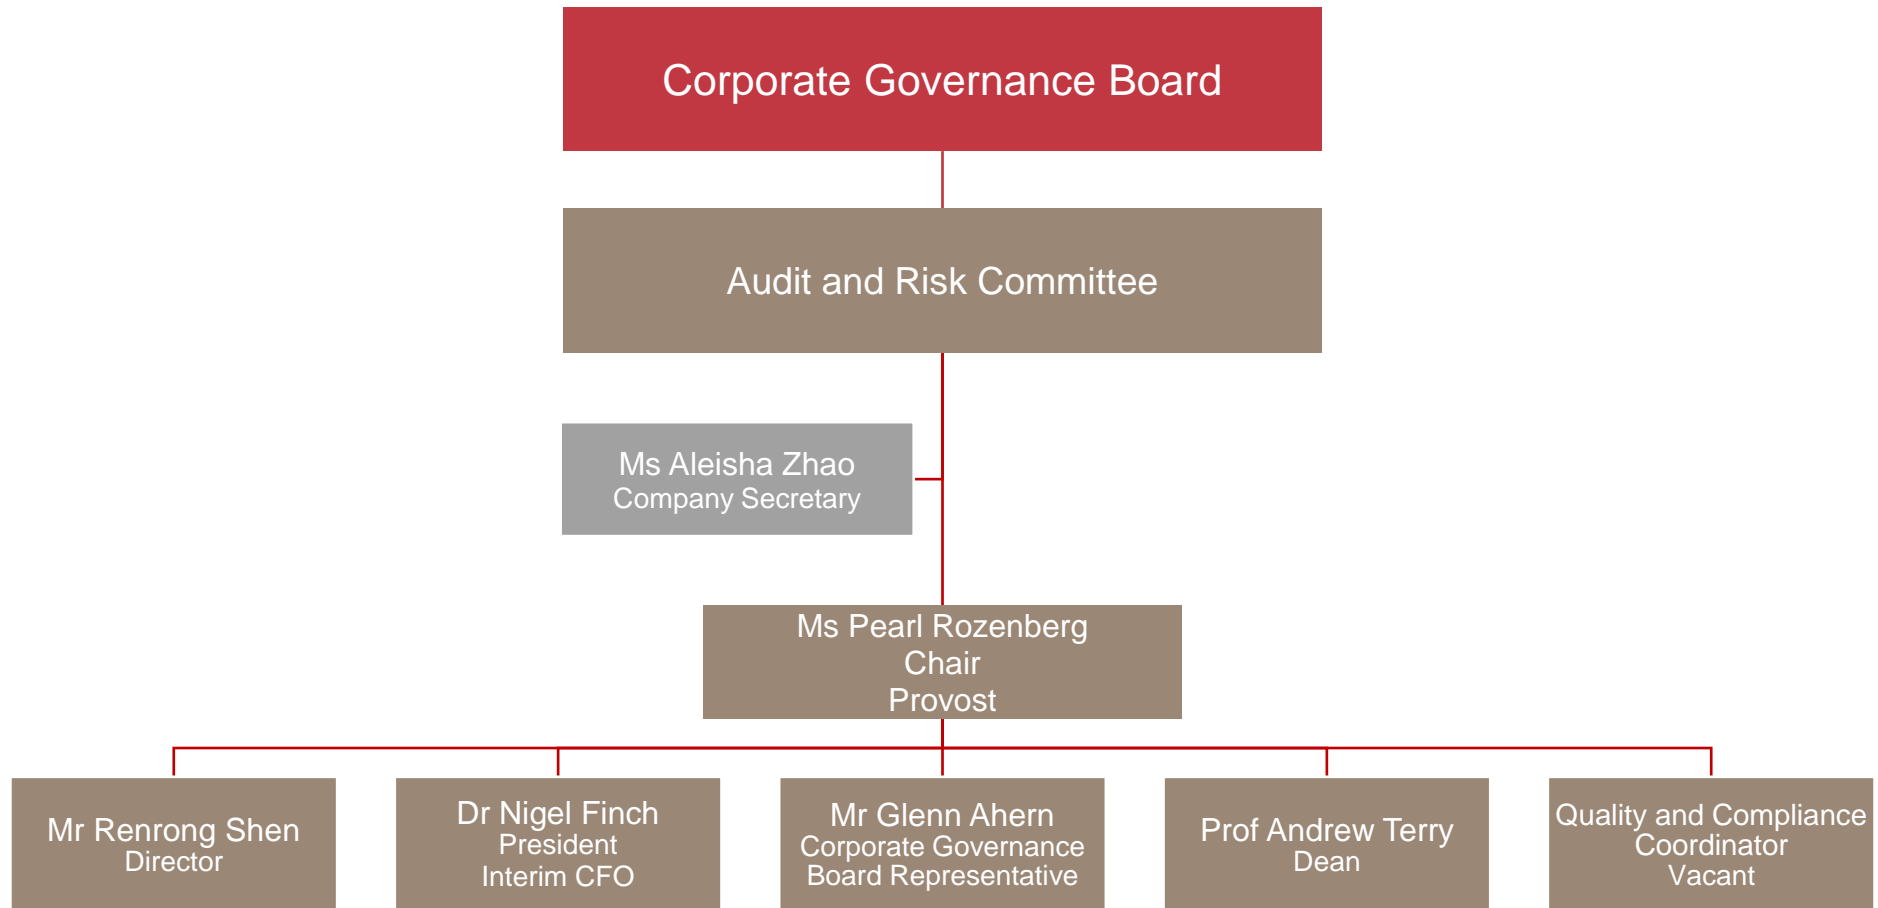 Corporate Governance Board
Audit and Risk Committee
Ms Aleisha Zhao
Company Secretary
Ms Pearl Rozenberg
Chair
Provost
Mr Renrong Shen
Director
Dr Nigel Finch
President
Interim CFO
Mr Glenn Ahern
Corporate Governance
Board Representative
Prof Andrew Terry
Dean
Quality and Compliance
Coordinator
Vacant